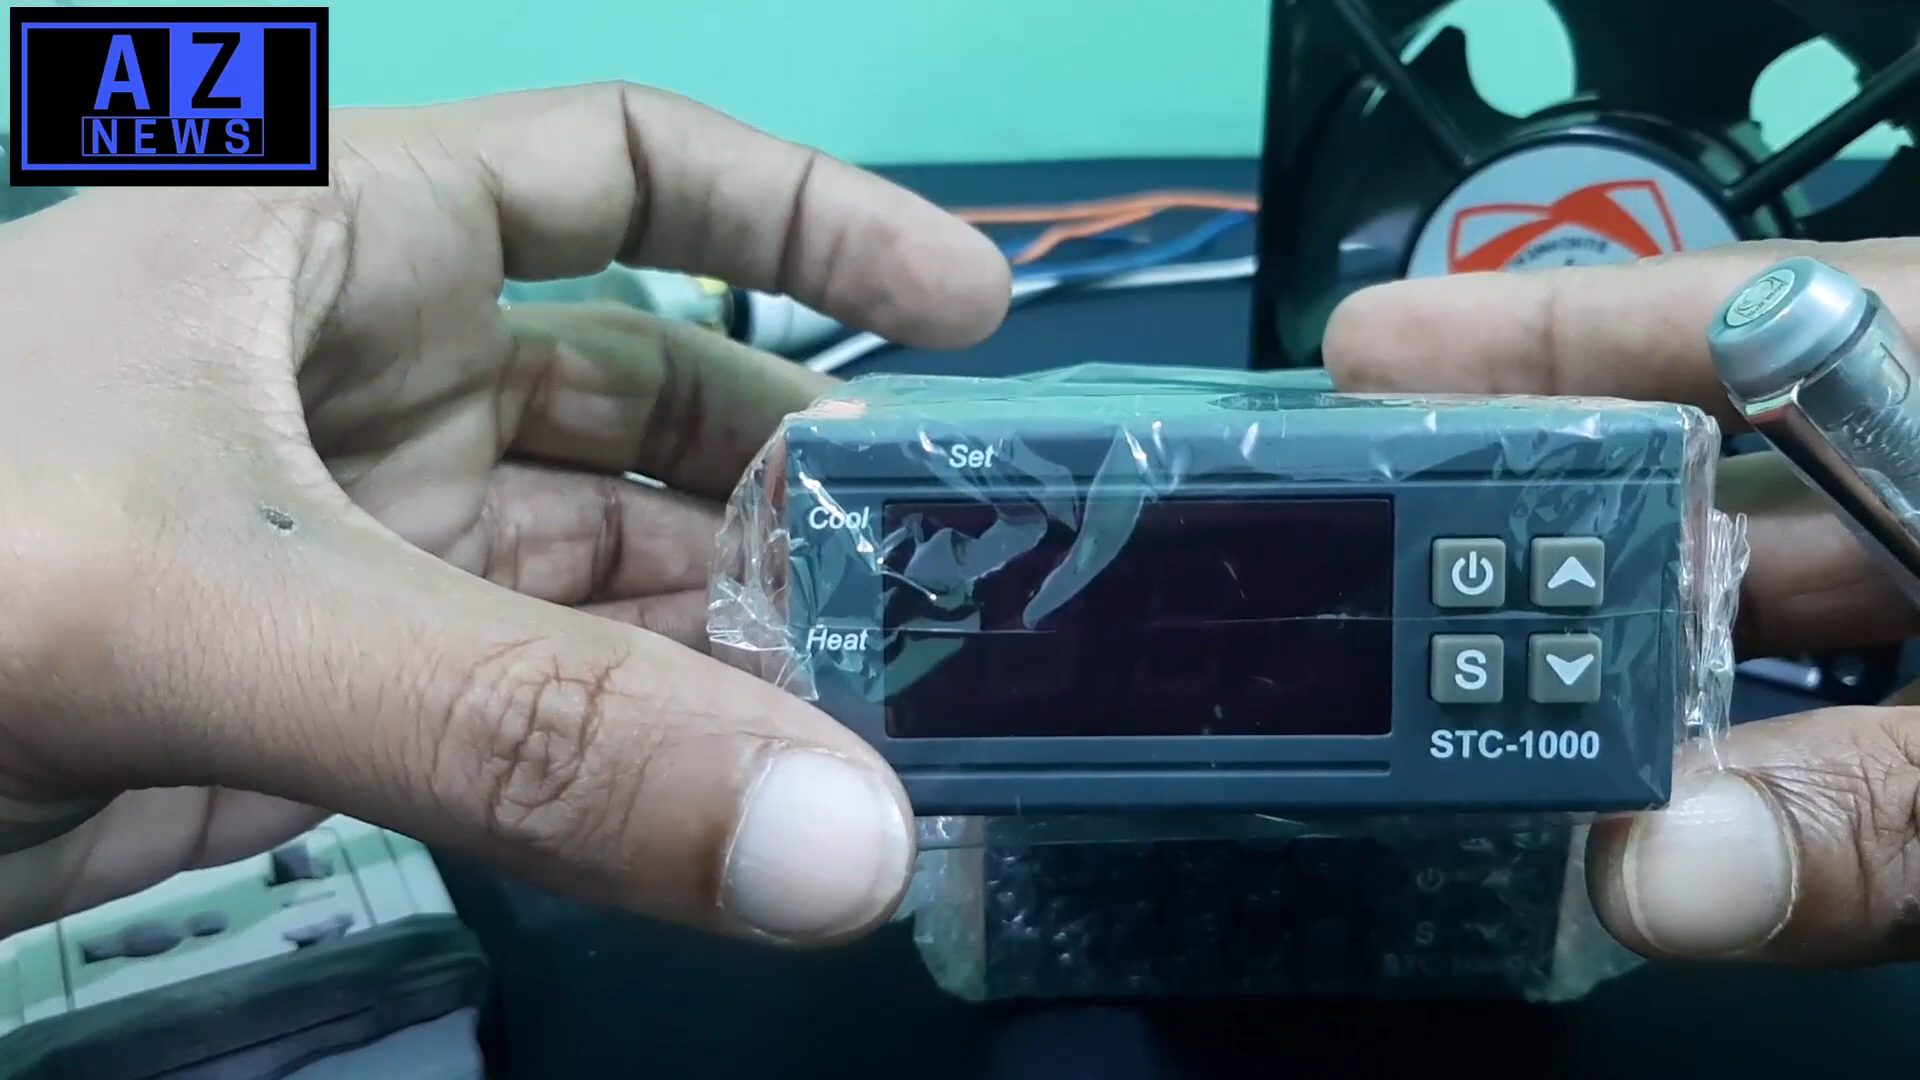 A Z
NEWS
Set
Cool
Heat
S
STC-1000
S